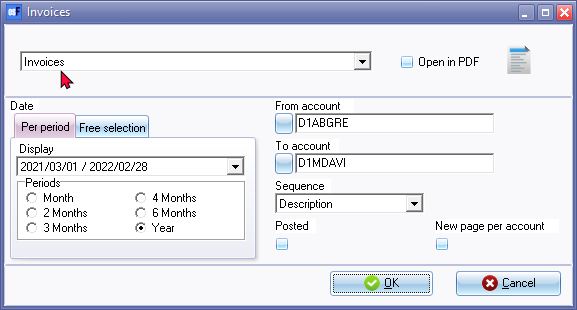 Invoices
Invoices
Open in PDF
Date
Per period
Free selection
Display
2021/03/01 / 2022/02/28
Periods
Month
4 Months
2 Months
6 Months
3 Months
Year
From account
D1ABGRE
To account
D1MDAVI
Sequence
Description
Posted
New page per account
OK
Cancel